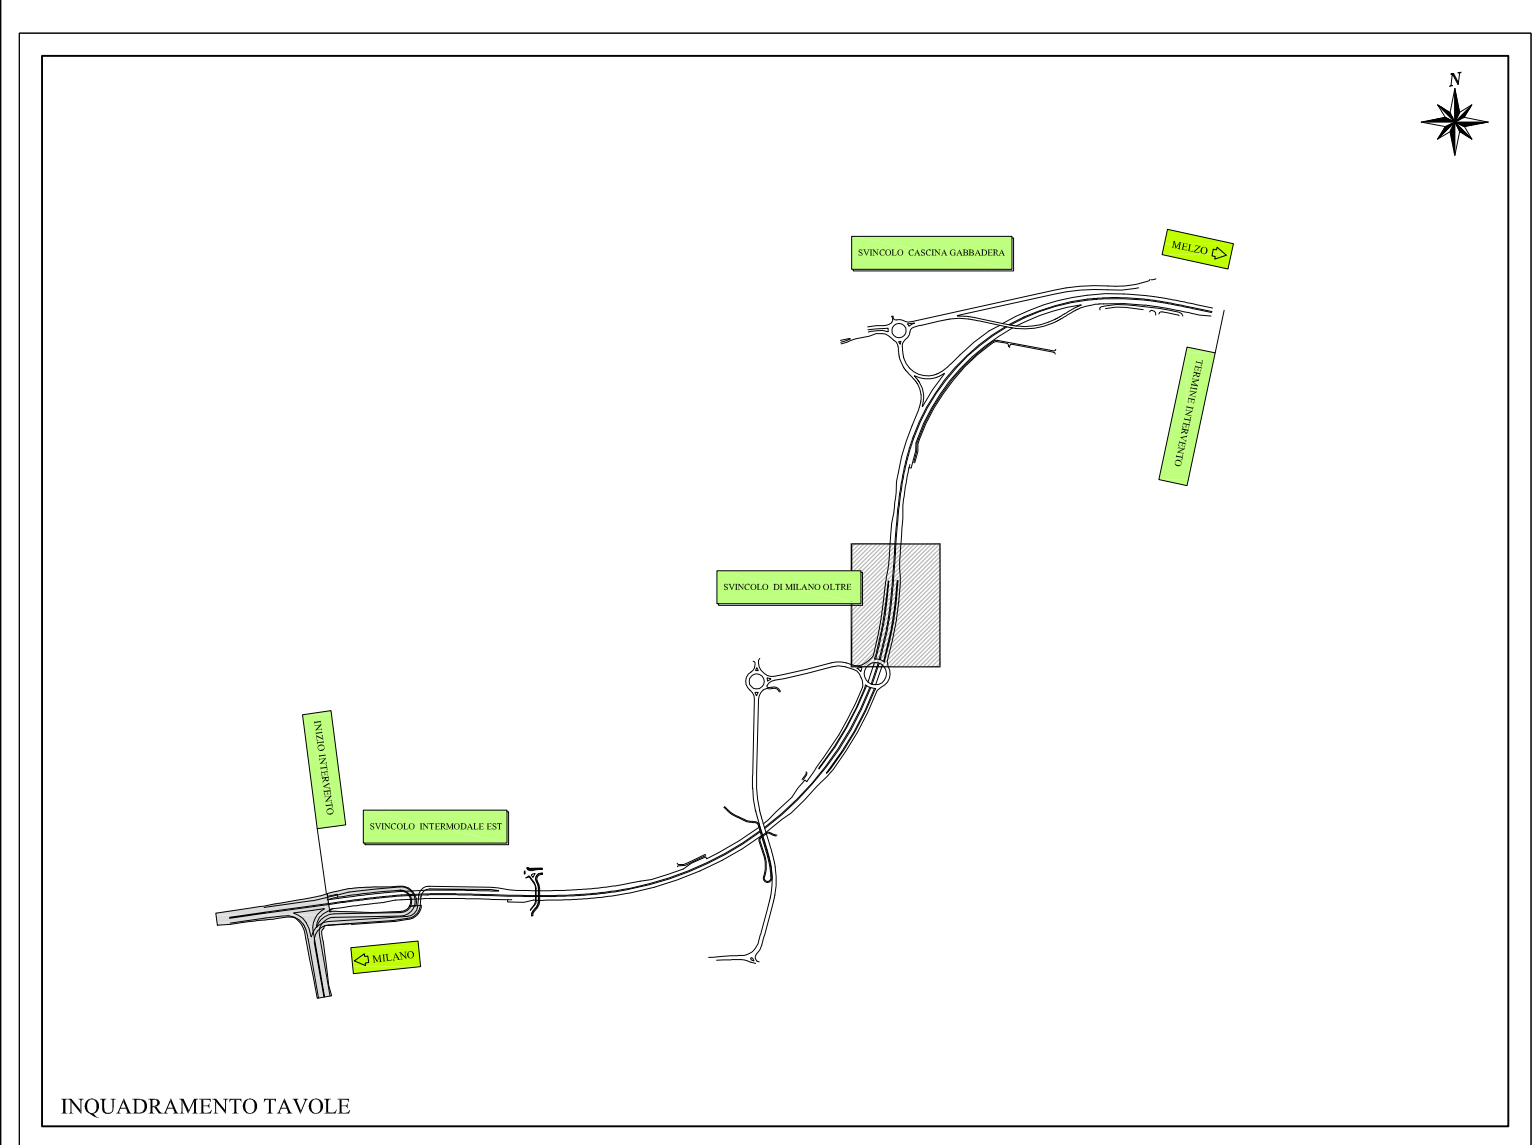 N
SVINCOLO CASCINA GABBADERA
MELZO
TERMINE INTERVENTO
SVINCOLO DI MILANO OLTRE
INIZIO INTERVENTO
SVINCOLO INTERMODALE EST
MILANO
INQUADRAMENTO TAVOLE